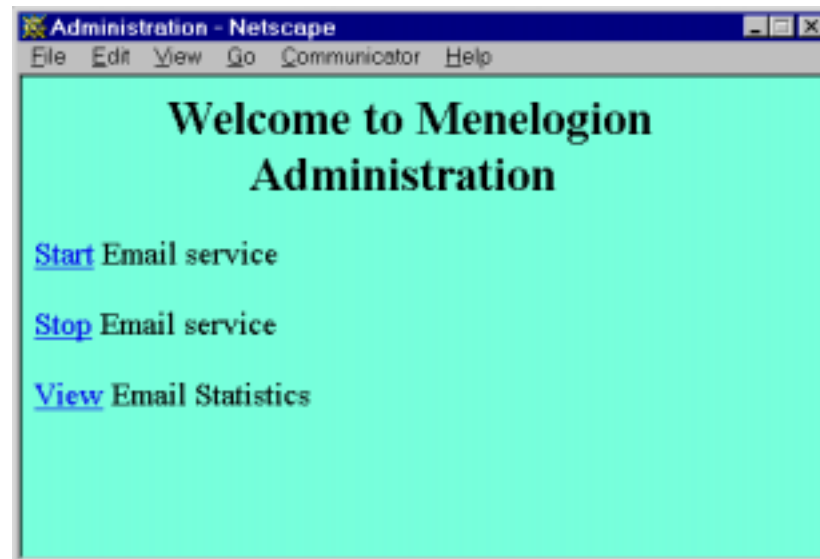 Administration - Netscape
File Edit View Go Communicator Help
Welcome to Menelogion
Administration
Start Email service
Stop Email service
View Email Statistics